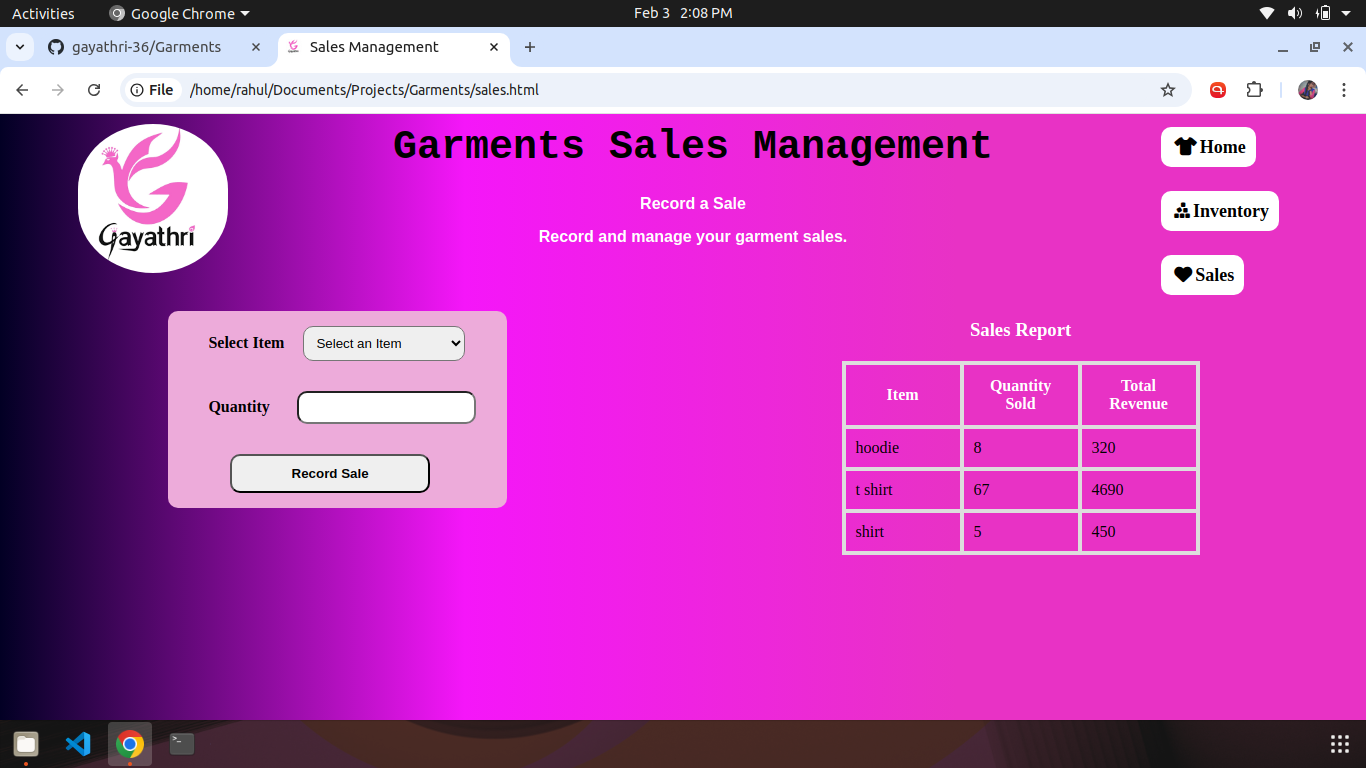 Activities
Google Chrome
Feb 3 2:08 PM
gayathri-36/Garments
Sales Management
File
/home/rahul/Documents/Projects/Garments/sales.html
Gayathri
Garments Sales Management
Record a Sale
Record and manage your garment sales.
Home
Inventory
Sales
Select Item
Select an Item
Quantity
Record Sale
Sales Report
Item Quantity Sold Total Revenue
hoodie 8 320
t shirt 67 4690
shirt 5 450